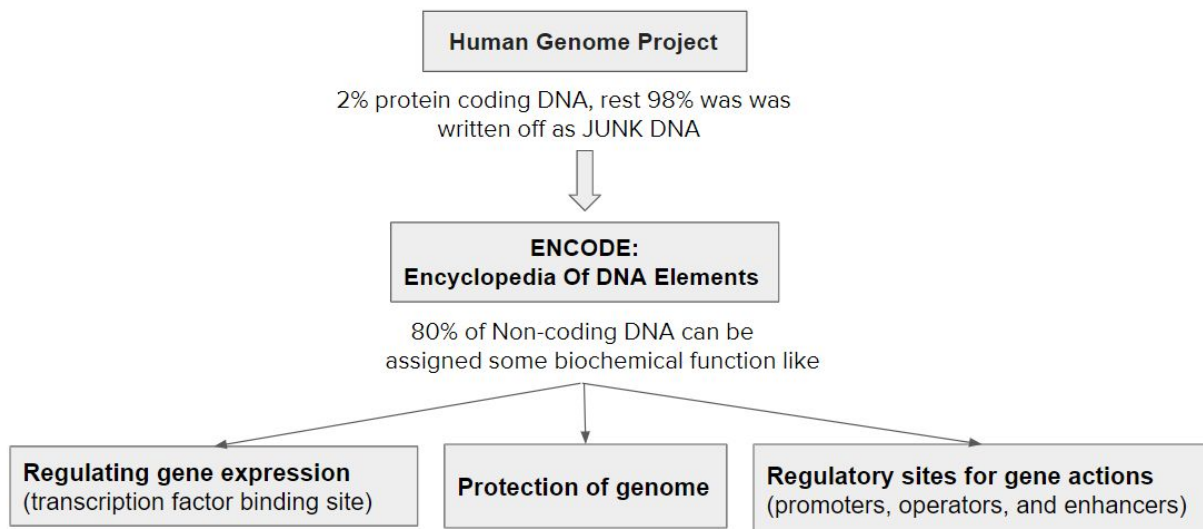 Human Genome Project
2% protein coding DNA, rest 98% was was
written off as JUNK DNA
ENCODE:
Encyclopedia Of DNA Elements
80% of Non-coding DNA can be
assigned some biochemical function like
Regulating gene expression
(transcription factor binding site)
Protection of genome
Regulatory sites for gene actions
(promoters, operators, and enhancers)